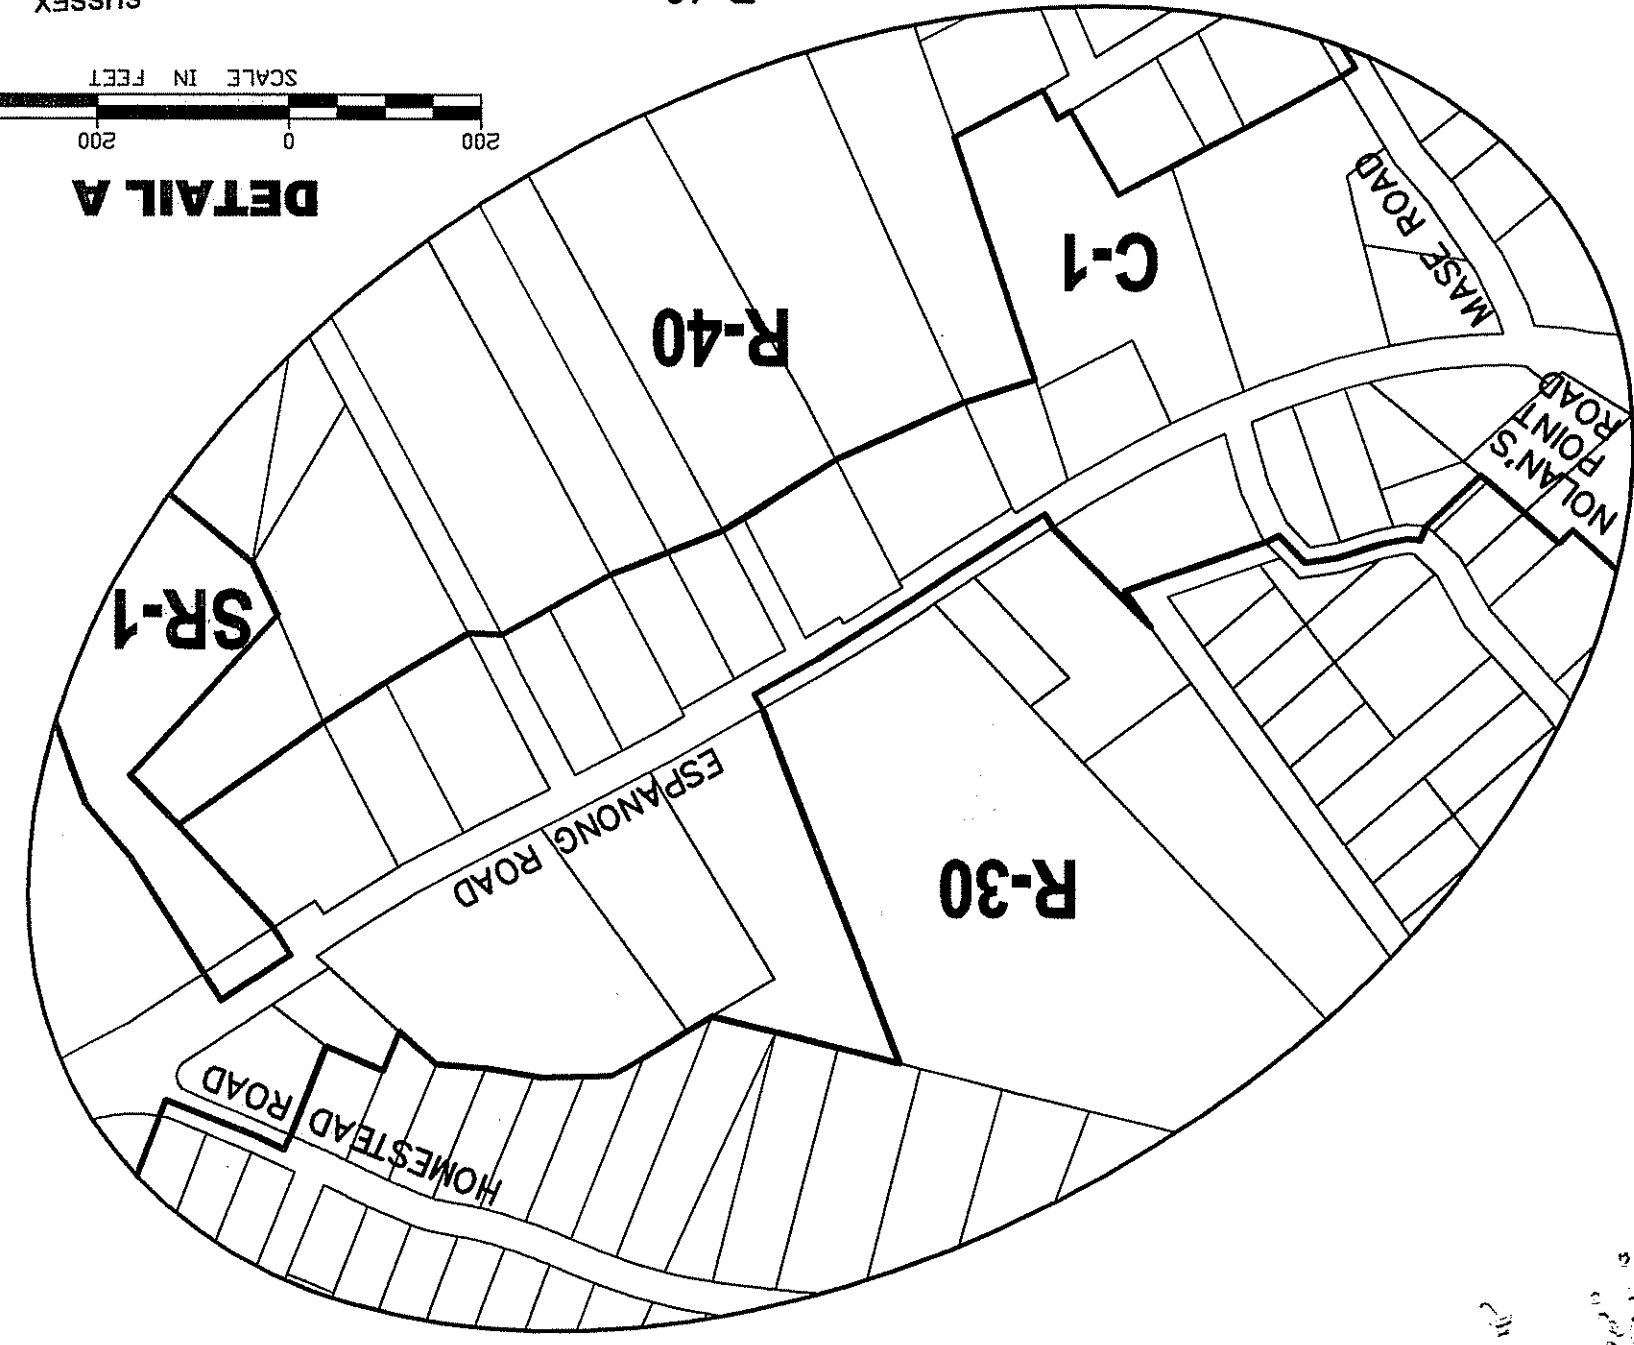 HOMESTEAD ROAD
R-30
ESPANONG ROAD
SR-1
NOLAN'S
POINT
ROAD
R-40
MASE ROAD
C-1
DETAIL A
200 0 200
SCALE IN FEET
SUSSEX